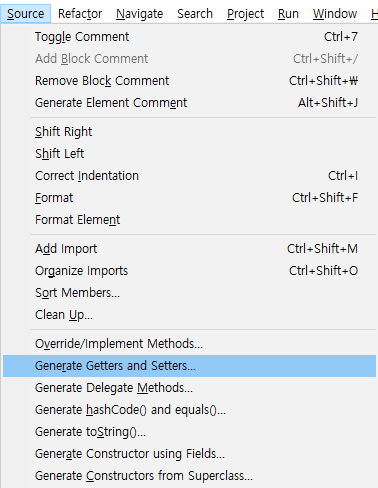 Source Refactor Navigate Search Project Run Window
Toggle Comment Ctrl+7
Add Block Comment Ctrl+Shift+/
Remove Block Comment Ctrl+Shift+₩
Generate Element Comment Alt+Shift+J
Shift Right
Shift Left
Correct Indentation Ctrl+I
Format Ctrl+Shift+F
Format Element
Add Import Ctrl+Shift+M
Organize Imports Ctrl+Shift+O
Sort Members...
Clean Up...
Override/Implement Methods...
Generate Getters and Setters...
Generate Delegate Methods...
Generate hashCode() and equals()...
Generate toString()...
Generate Constructor using Fields...
Generate Constructors from Superclass...